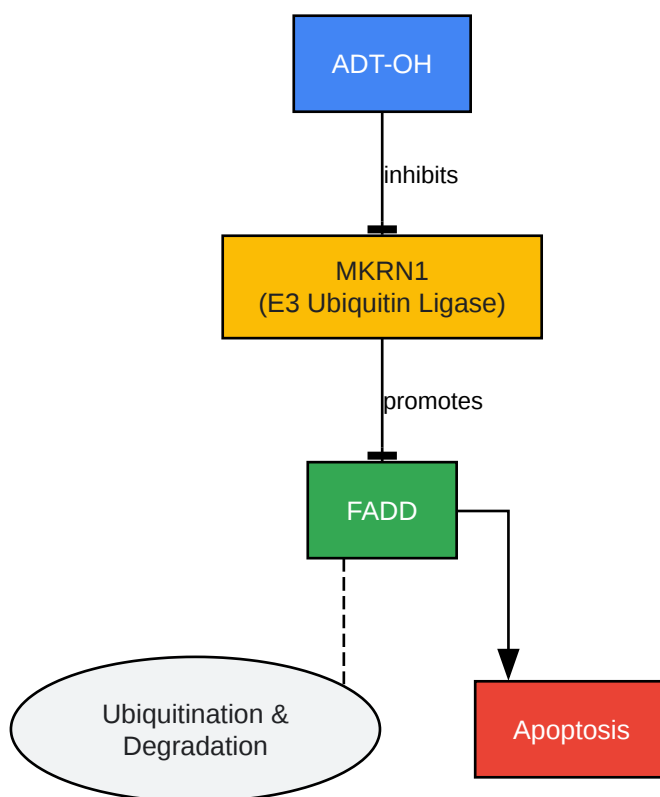 ADT-OH
inhibits
MKRN1
(E3 Ubiquitin Ligase)
promotes
FADD
Ubiquitination &
Degradation
Apoptosis